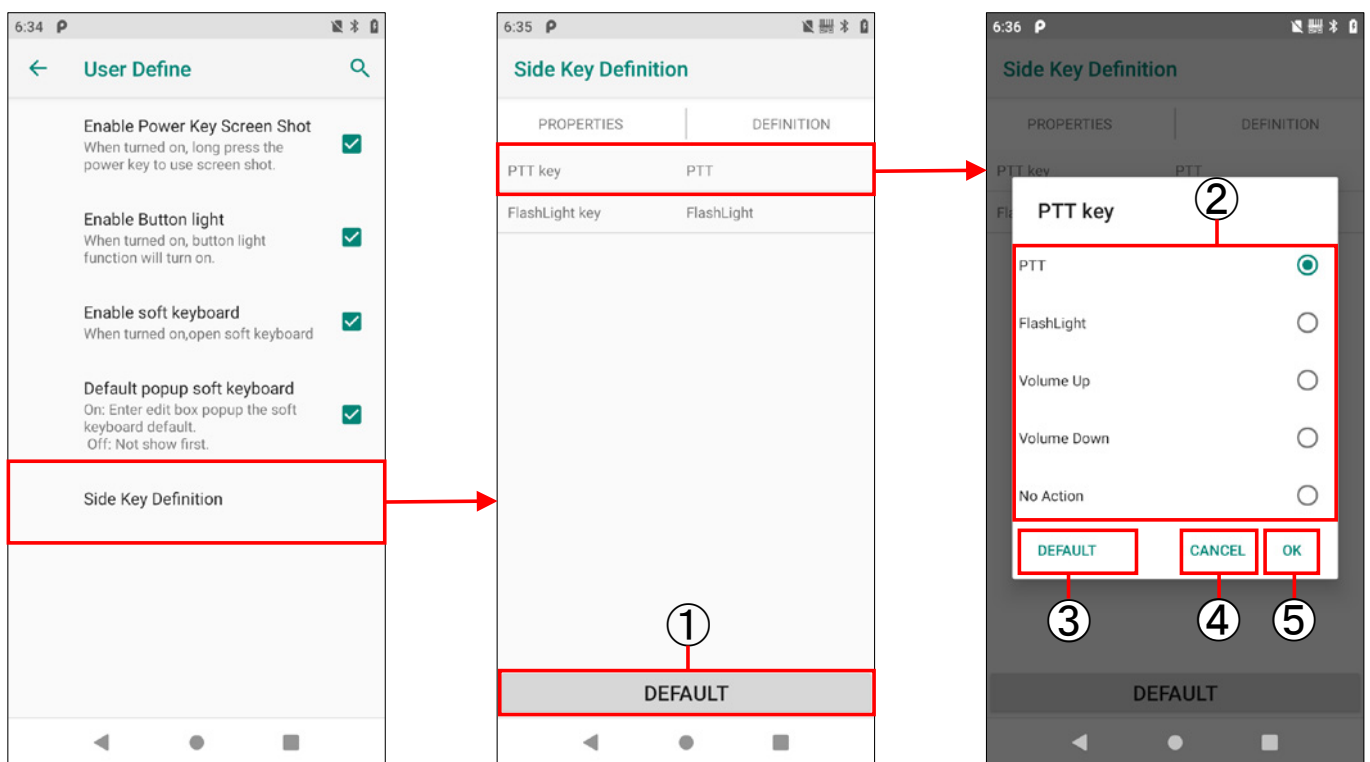 6:34
User Define
Enable Power Key Screen Shot
When turned on, long press the
power key to use screen shot.
Enable Button light
When turned on, button light
function will turn on.
Enable soft keyboard
When turned on,open soft keyboard
Default popup soft keyboard
On: Enter edit box popup the soft
keyboard default.
Off: Not show first.
Side Key Definition
6:35
Side Key Definition
PROPERTIES DEFINITION
PTT key PTT
FlashLight key FlashLight
①
DEFAULT
6:36
Side Key Definition
PROPERTIES DEFINITION
PTT key PTT
Fla
PTT key
②
PTT
FlashLight
Volume Up
Volume Down
No Action
DEFAULT CANCEL OK
③ ④ ⑤
DEFAULT